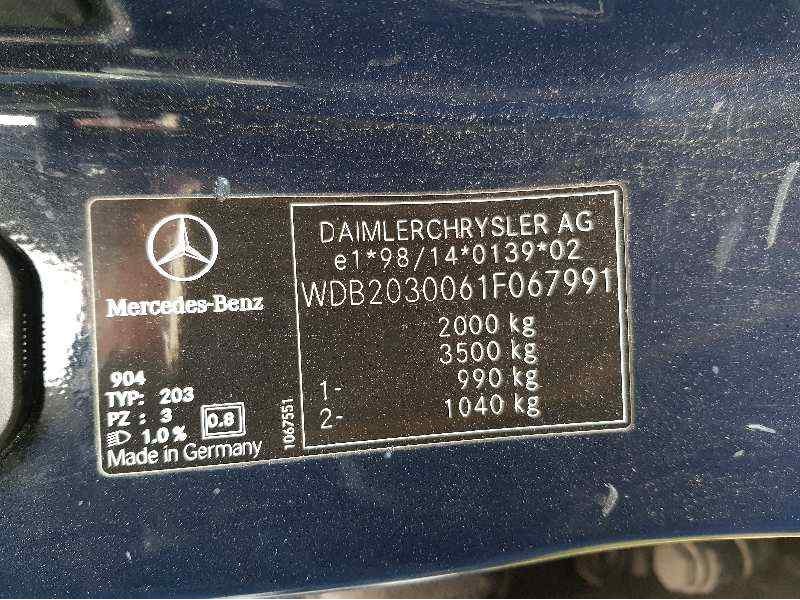 Mercedes-Benz
904
TYP: 203
PZ : 3
1.0 % 0.8
Made in Germany
1067551
DAIMLERCHRYSLER AG
e1*98/14*0139*02
WDB2030061F067991
2000 kg
3500 kg
1- 990 kg
2- 1040 kg